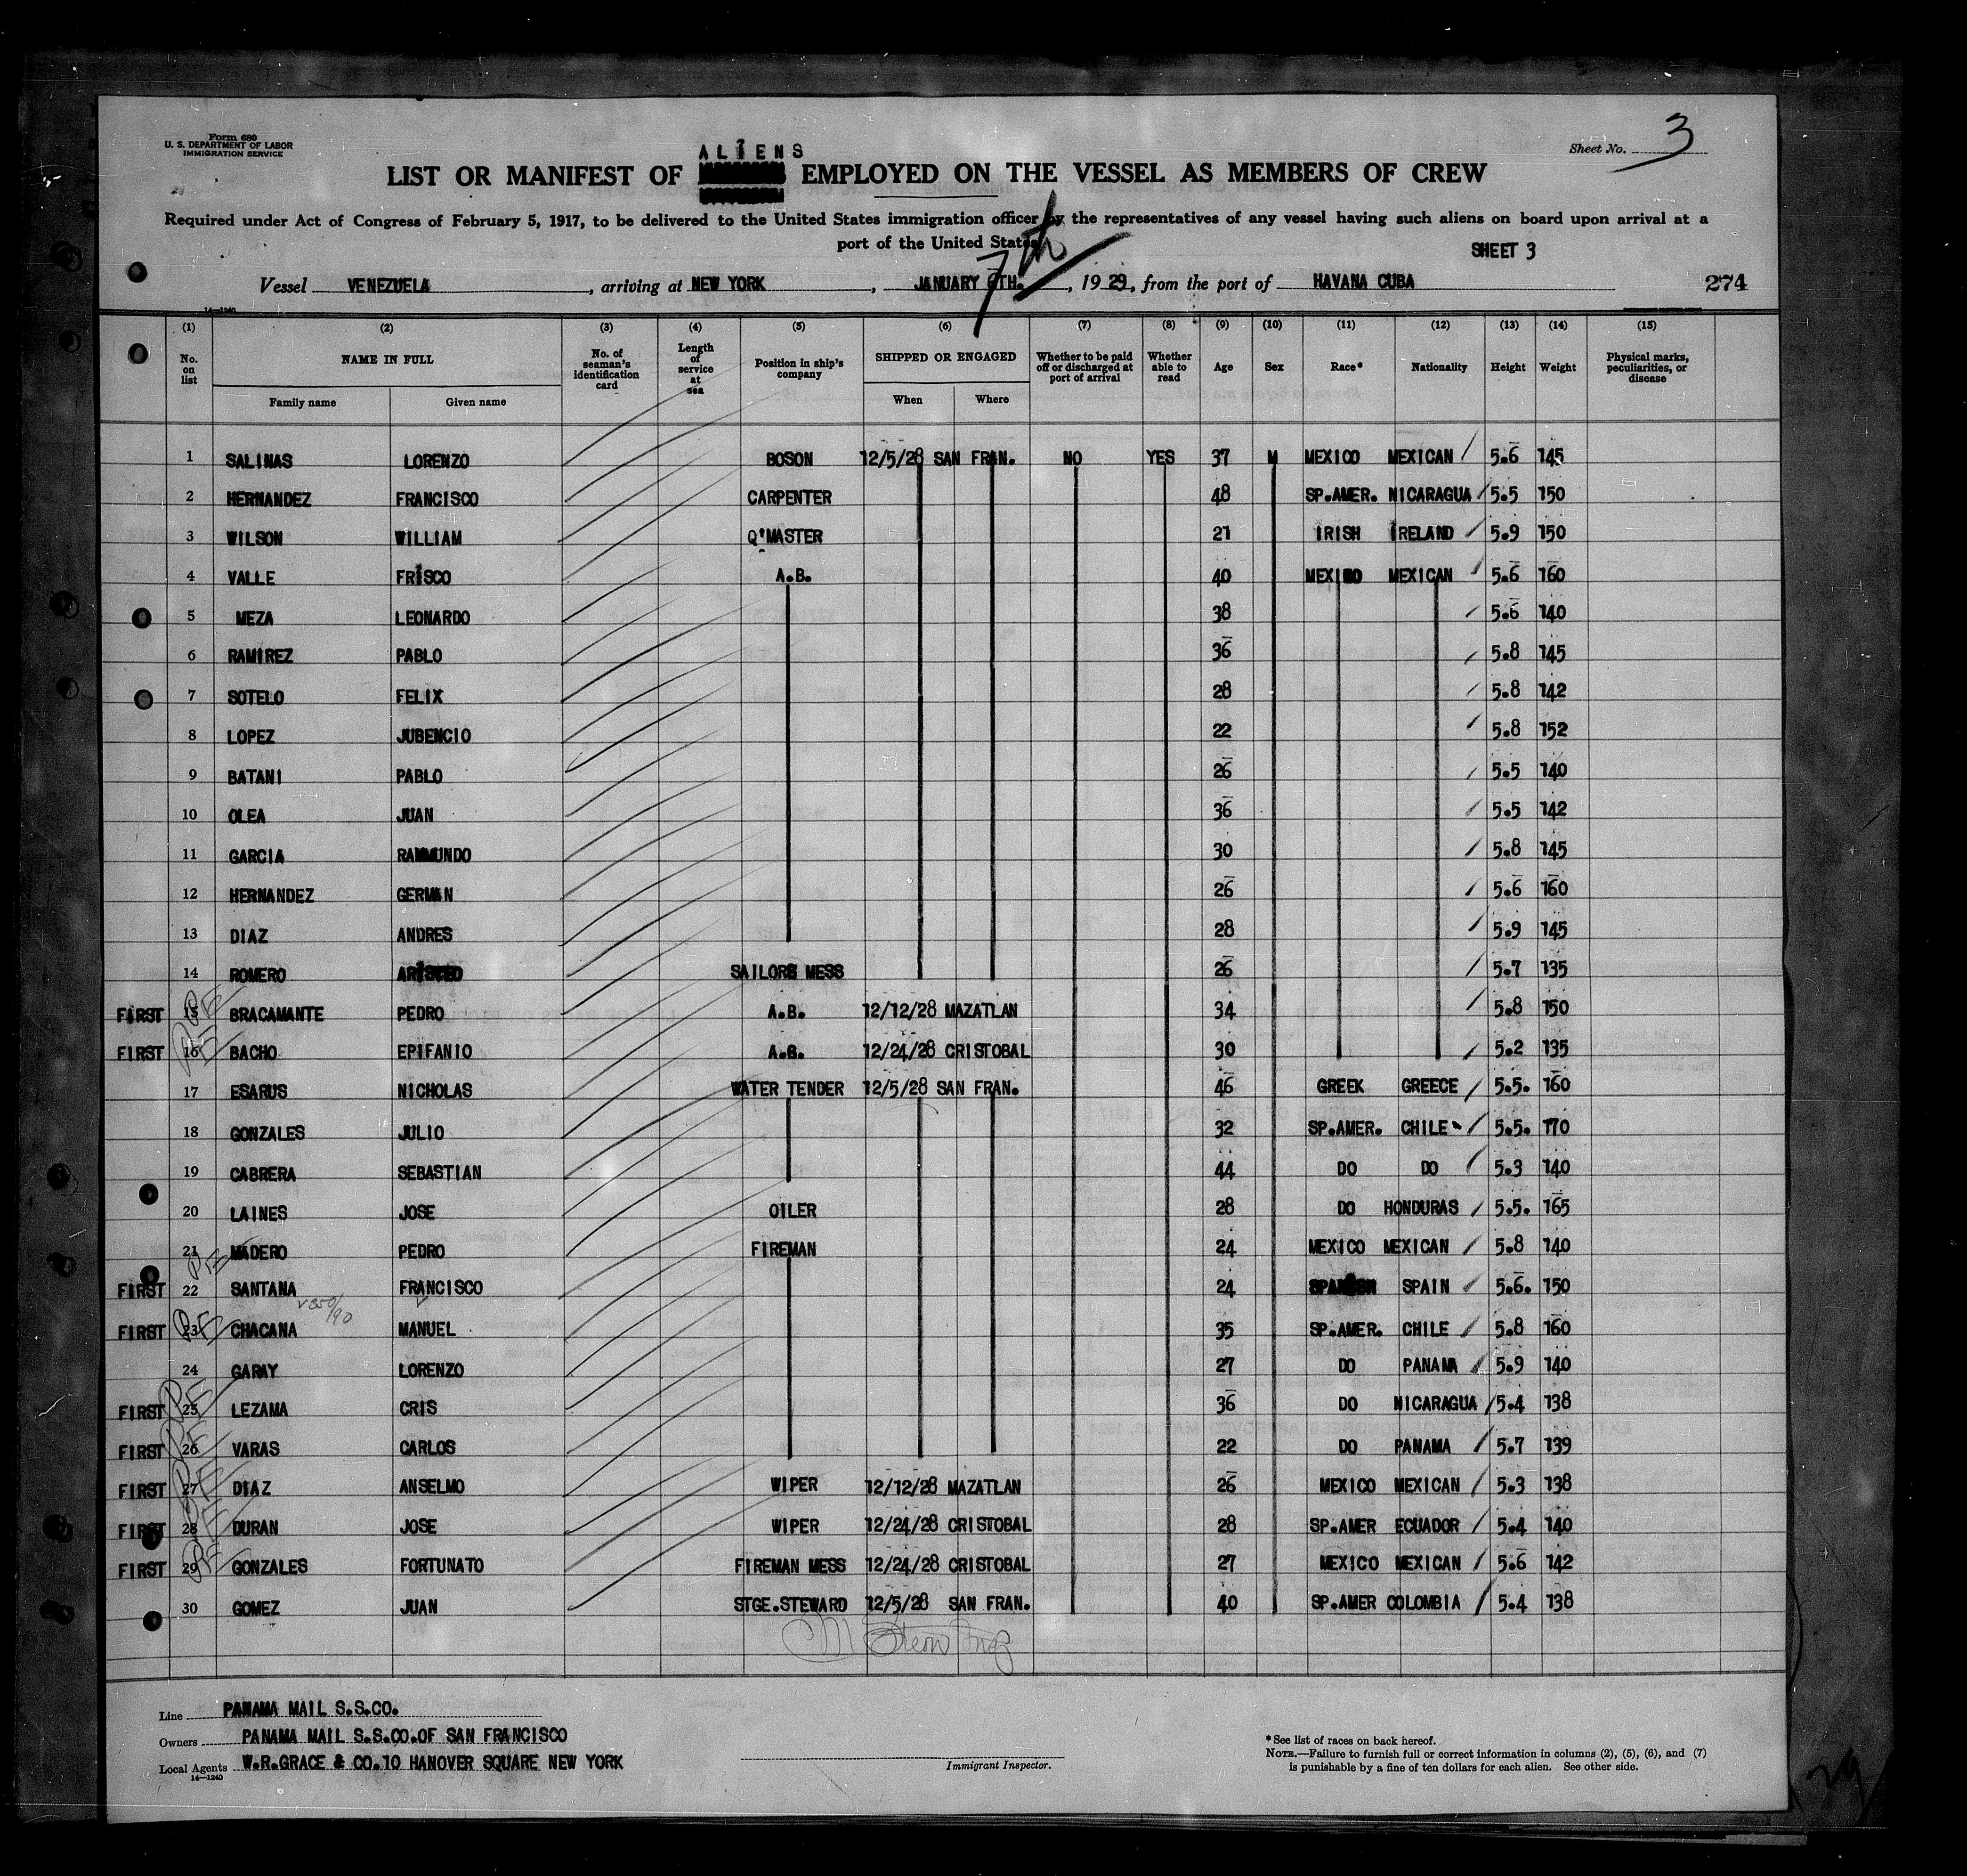 Form 680
U. S. DEPARTMENT OF LABOR
IMMIGRATION SERVICE
Sheet No. 3
ALIENS
LIST OR MANIFEST OF EMPLOYED ON THE VESSEL AS MEMBERS OF CREW
Required under Act of Congress of February 5, 1917, to be delivered to the United States immigration officer by the representatives of any vessel having such aliens on board upon arrival at a
port of the United States
SHEET 3
7th
Vessel VENEZUELA, arriving at NEW YORK, JANUARY 6TH., 1929, from the port of HAVANA CUBA 274
14—1240
(1) (2) (3) (4) (5) (6) (7) (8) (9) (10) (11) (12) (13) (14) (15)
No. on list NAME IN FULL No. of seaman's identification card Length of service at sea Position in ship's company SHIPPED OR ENGAGED Whether to be paid off or discharged at port of arrival Whether able to read Age Sex Race* Nationality Height Weight Physical marks, peculiarities, or disease
Family name Given name When Where
1 SALINAS LORENZO BOSON 12/5/28 SAN FRAN. NO YES 37 M MEXICO MEXICAN 5.6 145
2 HERNANDEZ FRANCISCO CARPENTER 48 SP.AMER. NICARAGUA 5.5 150
3 WILSON WILLIAM Q'MASTER 21 IRISH IRELAND 5.9 150
4 VALLE FRISCO A.B. 40 MEXICO MEXICAN 5.6 160
5 MEZA LEONARDO 38 5.6 140
6 RAMIREZ PABLO 36 5.8 145
7 SOTELO FELIX 28 5.8 142
8 LOPEZ JUBENCIO 22 5.8 152
9 BATANI PABLO 26 5.5 140
10 OLEA JUAN 36 5.5 142
11 GARCIA RAIMUNDO 30 5.8 145
12 HERNANDEZ GERMAN 26 5.6 160
13 DIAZ ANDRES 28 5.9 145
14 ROMERO SAILORS MESS 26 5.7 135
FIRST 15 BRACAMANTE PEDRO A.B. 12/12/28 MAZATLAN 34 5.8 150
FIRST 16 BACHO EPIFANIO A.B. 12/24/28 CRISTOBAL 30 5.2 135
17 ESARUS NICHOLAS WATER TENDER 12/5/28 SAN FRAN. 46 GREEK GREECE 5.5. 160
18 GONZALES JULIO 32 SP.AMER. CHILE 5.5. 170
19 CABRERA SEBASTIAN 44 DO DO 5.3 140
20 LAINES JOSE OILER 28 DO HONDURAS 5.5. 165
21 MADERO PEDRO FIREMAN 24 MEXICO MEXICAN 5.8 140
FIRST 22 SANTANA FRANCISCO 24 SPANISH SPAIN 5.6. 150
FIRST 23 CHACANA MANUEL 35 SP.AMER. CHILE 5.8 160
24 GARAY LORENZO 27 DO PANAMA 5.9 140
FIRST 25 LEZAMA CRIS 36 DO NICARAGUA 5.4 138
FIRST 26 VARAS CARLOS 22 DO PANAMA 5.7 139
FIRST 27 DIAZ ANSELMO WIPER 12/12/28 MAZATLAN 26 MEXICO MEXICAN 5.3 138
FIRST 28 DURAN JOSE WIPER 12/24/28 CRISTOBAL 28 SP.AMER ECUADOR 5.4 140
FIRST 29 GONZALES FORTUNATO FIREMAN MESS 12/24/28 CRISTOBAL 27 MEXICO MEXICAN 5.6 142
30 GOMEZ JUAN STGE.STEWARD 12/5/28 SAN FRAN. 40 SP.AMER COLOMBIA 5.4 138
Line PANAMA MAIL S.S.CO.
Owners PANAMA MAIL S.S.CO.OF SAN FRANCISCO
Local Agents W.R.GRACE & CO.10 HANOVER SQUARE NEW YORK
14—1240
Immigrant Inspector.
*See list of races on back hereof.
NOTE.—Failure to furnish full or correct information in columns (2), (5), (6), and (7)
is punishable by a fine of ten dollars for each alien. See other side.